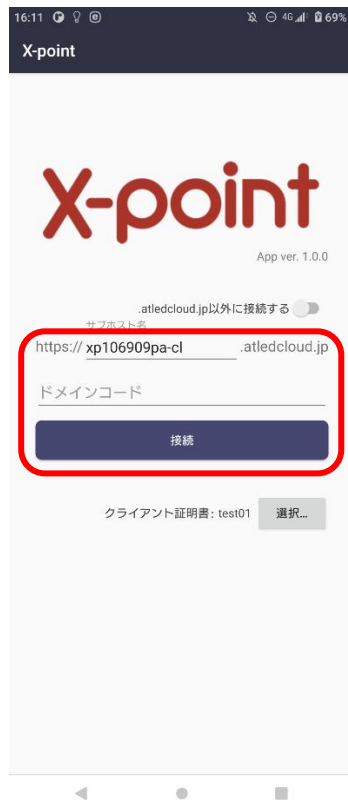 16:11 4G 69%
X-point
X-point
App ver. 1.0.0
.atledcloud.jp以外に接続する
サブホスト名
https:// xp106909pa-cl .atledcloud.jp
ドメインコード
接続
クライアント証明書: test01 選択...